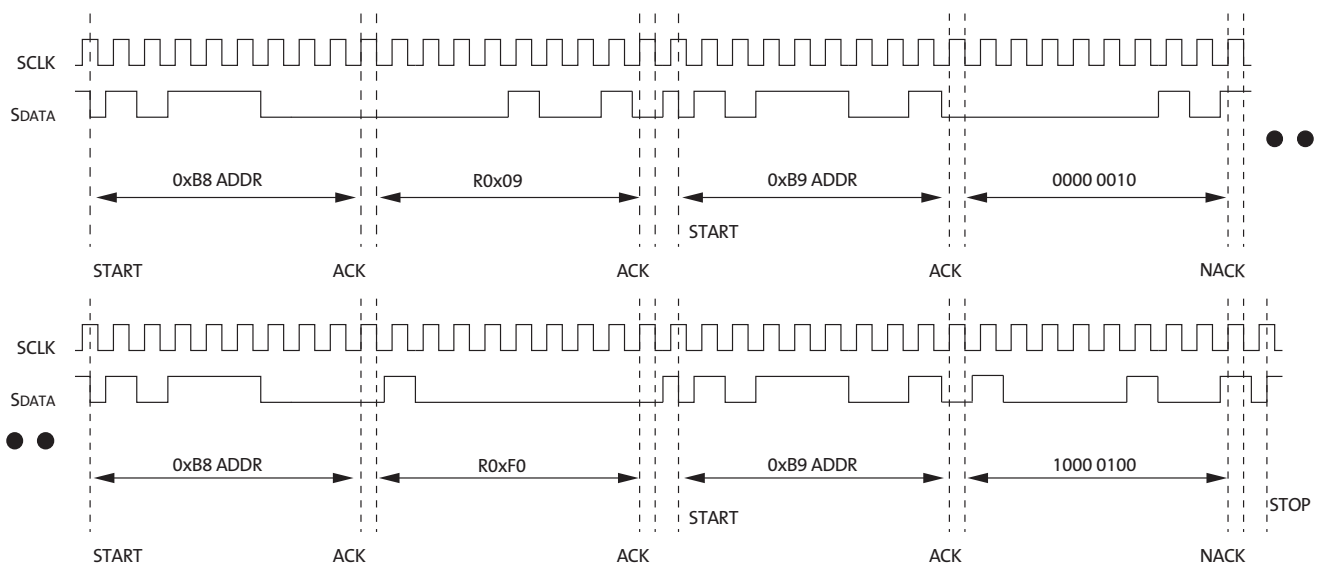 SCLK
SDATA
0xB8 ADDR R0x09 0xB9 ADDR 0000 0010
START
START ACK ACK ACK NACK
SCLK
SDATA
0xB8 ADDR R0xF0 0xB9 ADDR 1000 0100
START STOP
START ACK ACK ACK NACK